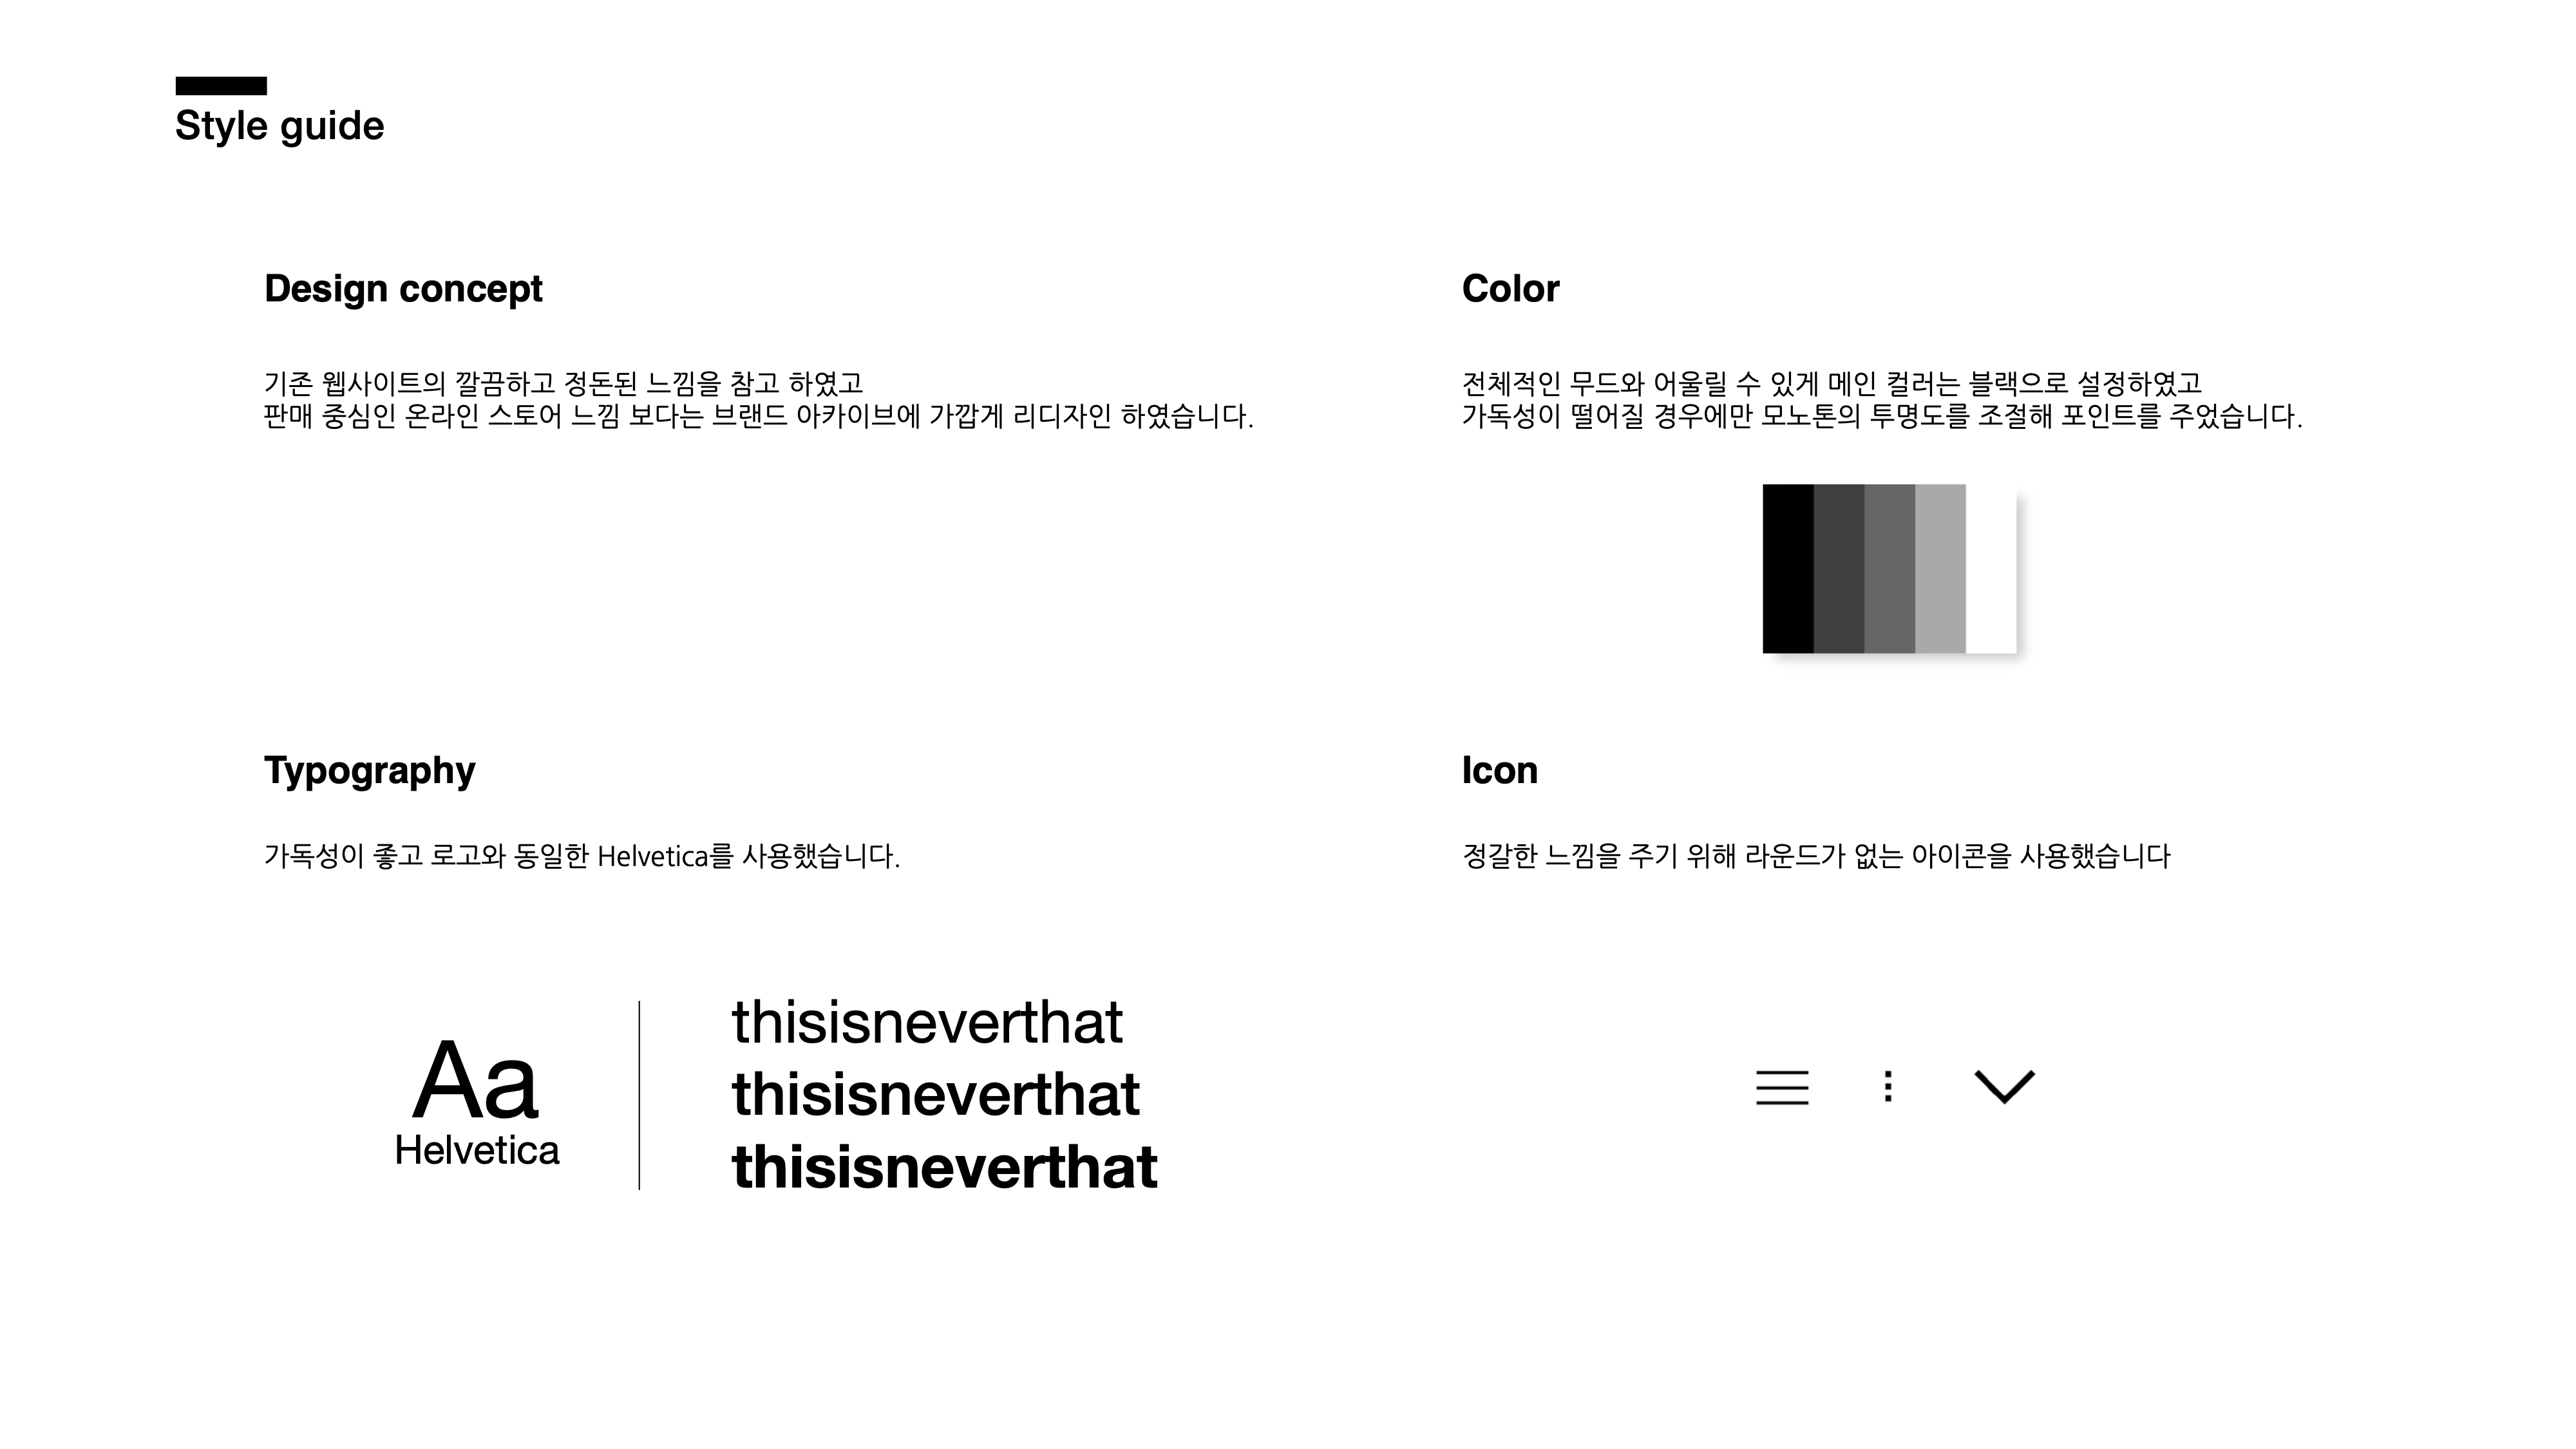 Style guide
Design concept
기존 웹사이트의 깔끔하고 정돈된 느낌을 참고 하였고
판매 중심인 온라인 스토어 느낌 보다는 브랜드 아카이브에 가깝게 리디자인 하였습니다.
Color
전체적인 무드와 어울릴 수 있게 메인 컬러는 블랙으로 설정하였고
가독성이 떨어질 경우에만 모노톤의 투명도를 조절해 포인트를 주었습니다.
Typography
가독성이 좋고 로고와 동일한 Helvetica를 사용했습니다.
Aa
Helvetica
thisisneverthat
thisisneverthat
thisisneverthat
Icon
정갈한 느낌을 주기 위해 라운드가 없는 아이콘을 사용했습니다